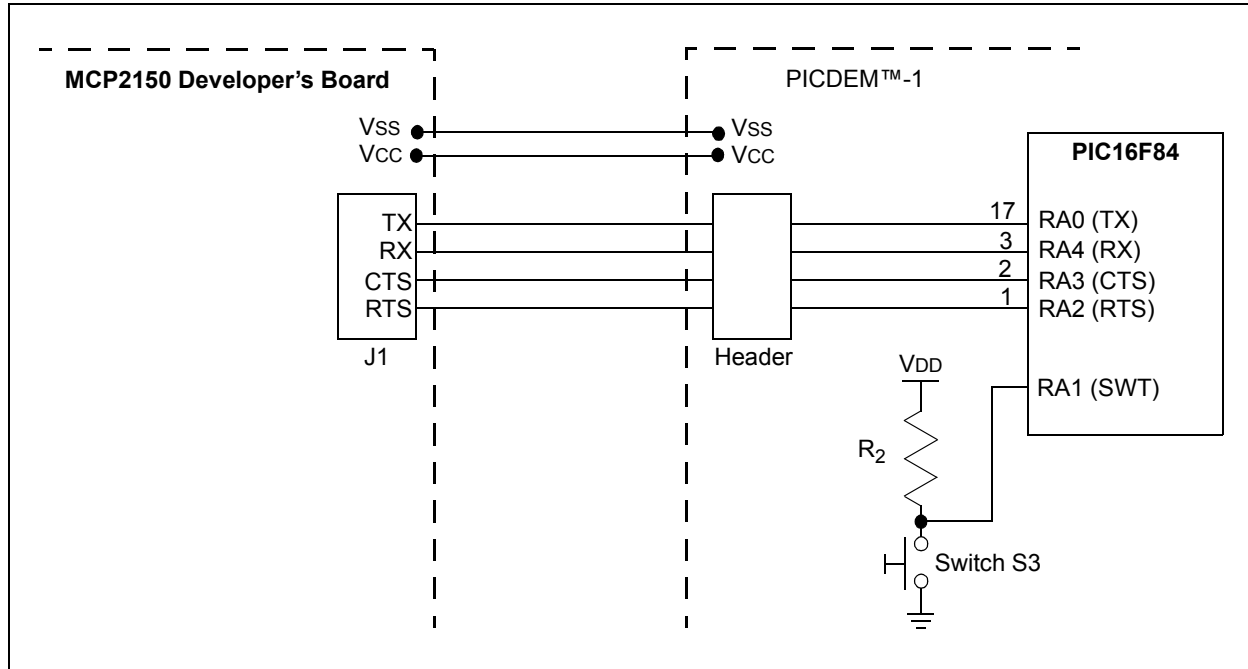 MCP2150 Developer’s Board
PICDEM™-1
VSS
VCC
VSS
VCC
PIC16F84
TX
RX
CTS
RTS
J1
Header
17
3
2
1
RA0 (TX)
RA4 (RX)
RA3 (CTS)
RA2 (RTS)
RA1 (SWT)
VDD
R2
Switch S3